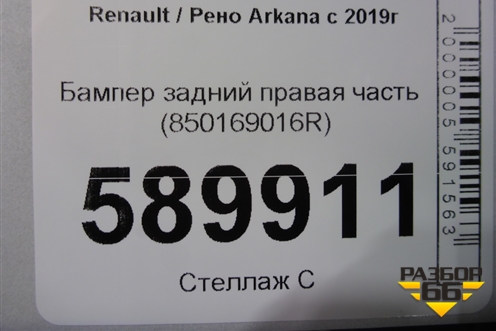 Renault / Рено Arkana с 2019г
Бампер задний правая часть
(850169016R)
589911
Стеллаж С
2000005591563
РАЗБОР
66